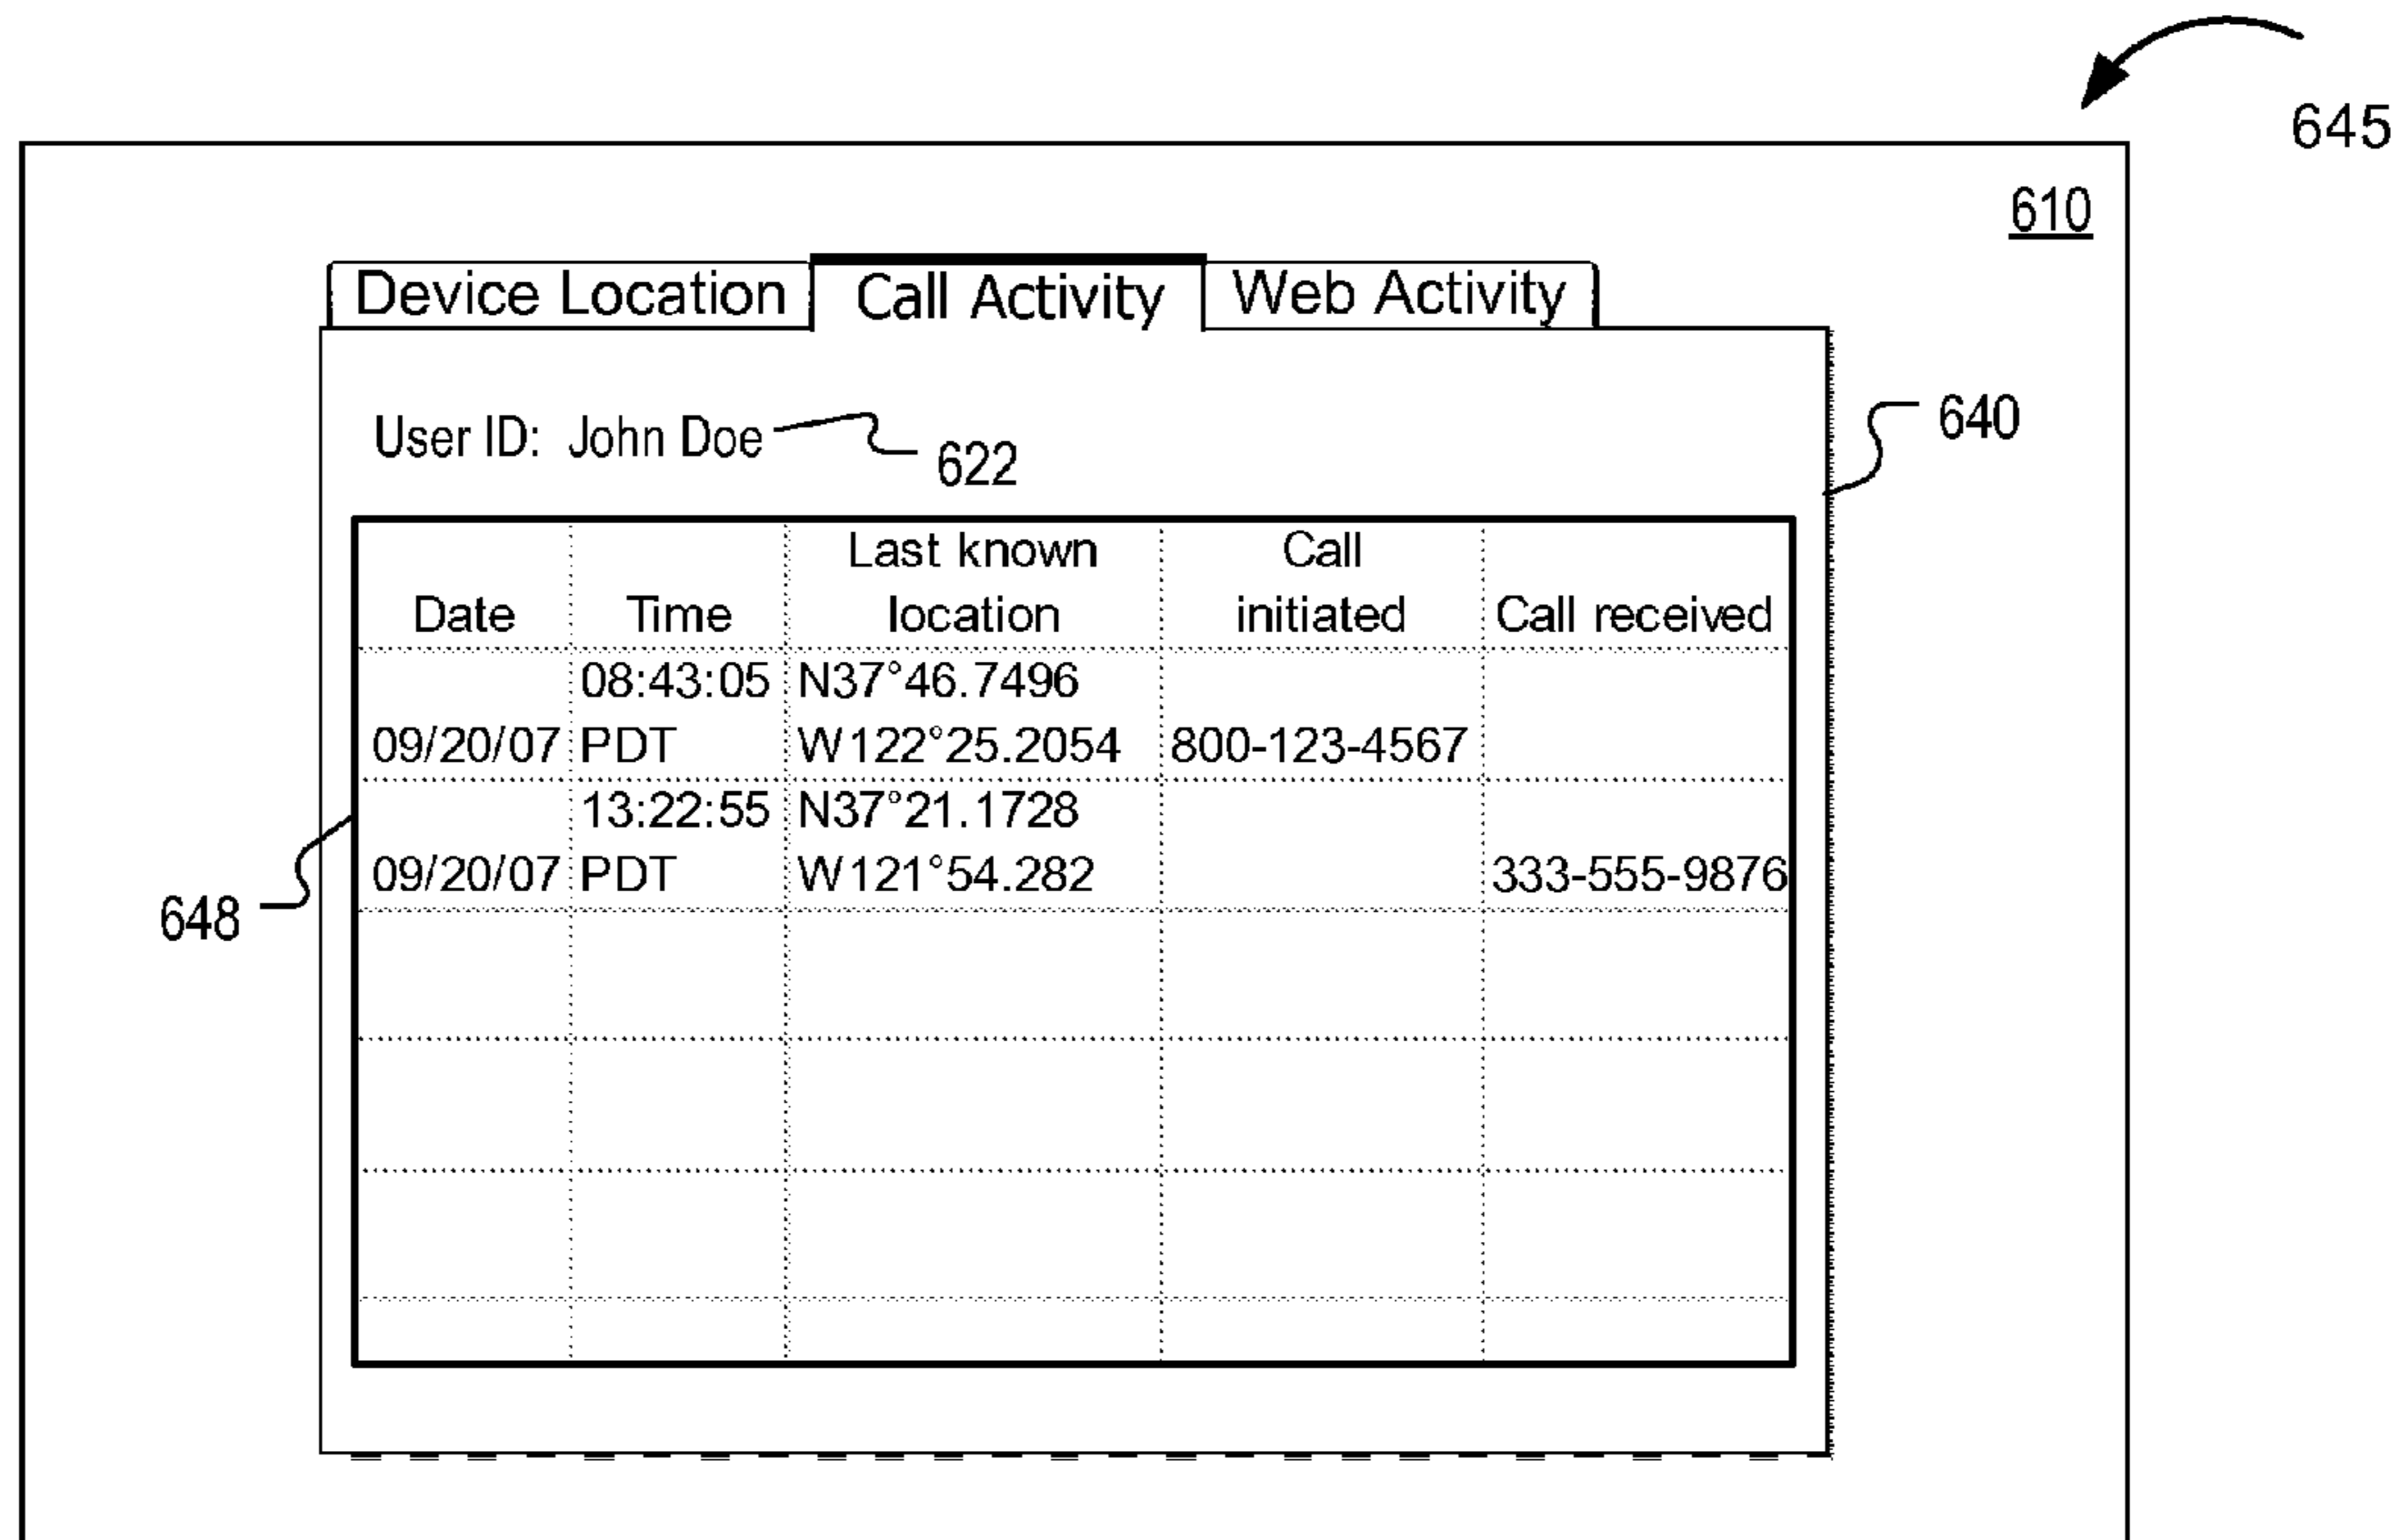 645
610
Device Location Call Activity Web Activity
640
User ID: John Doe
622
Last known Call
Date Time location initiated Call received
08:43:05 N37°46.7496
09/20/07 PDT W122°25.2054 800-123-4567
13:22:55 N37°21.1728
09/20/07 PDT W121°54.282 333-555-9876
648